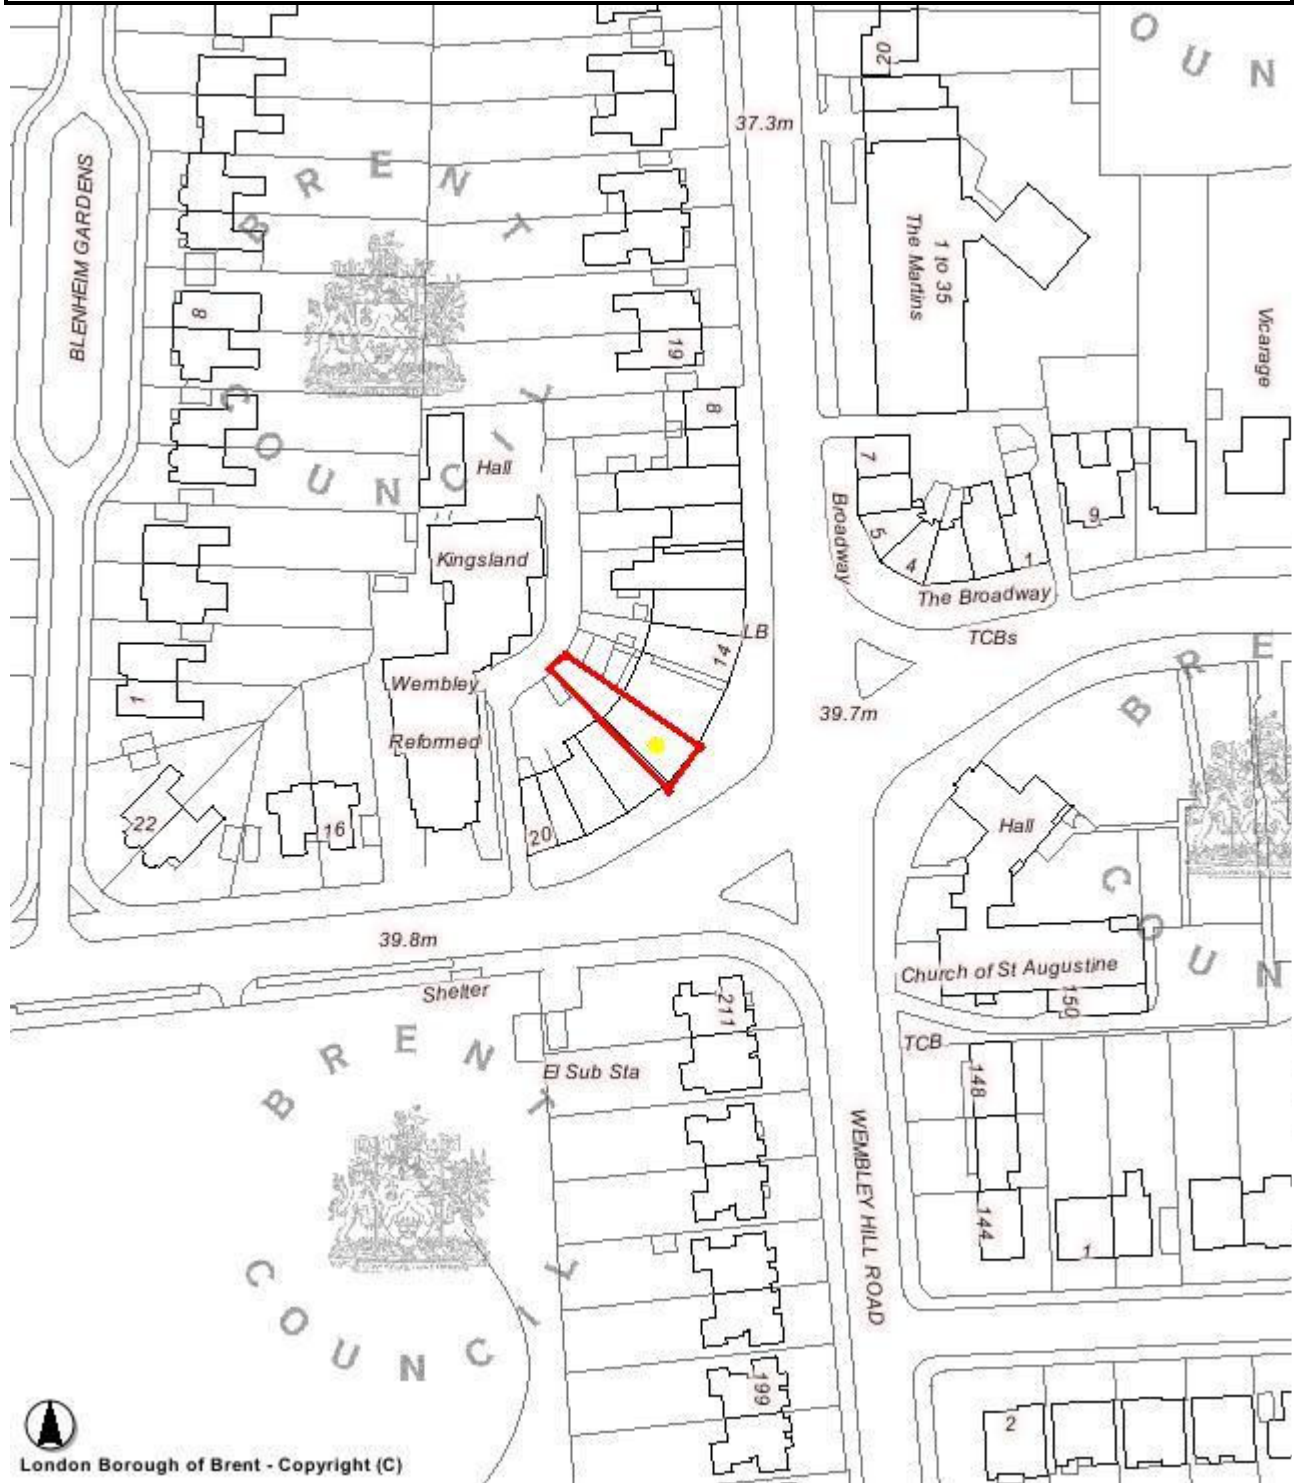 20
O U N
37.3m
BLENHEIM GARDENS
B R E N T
1 to 35
The Martins
8
19
Vicarage
C O U N C I L
8
Hall
7
Broadway
5
4
1
9
Kingsland
The Broadway
LB
TCBs
14
B R E
1
Wembley
Reformed
39.7m
22
16
20
Hall
C O U N
39.8m
Church of St Augustine
150
Shelter
211
TCB
B R E N T
El Sub Sta
148
WEMBLEY HILL ROAD
144
1
C O U N C I L
199
2
London Borough of Brent - Copyright (C)